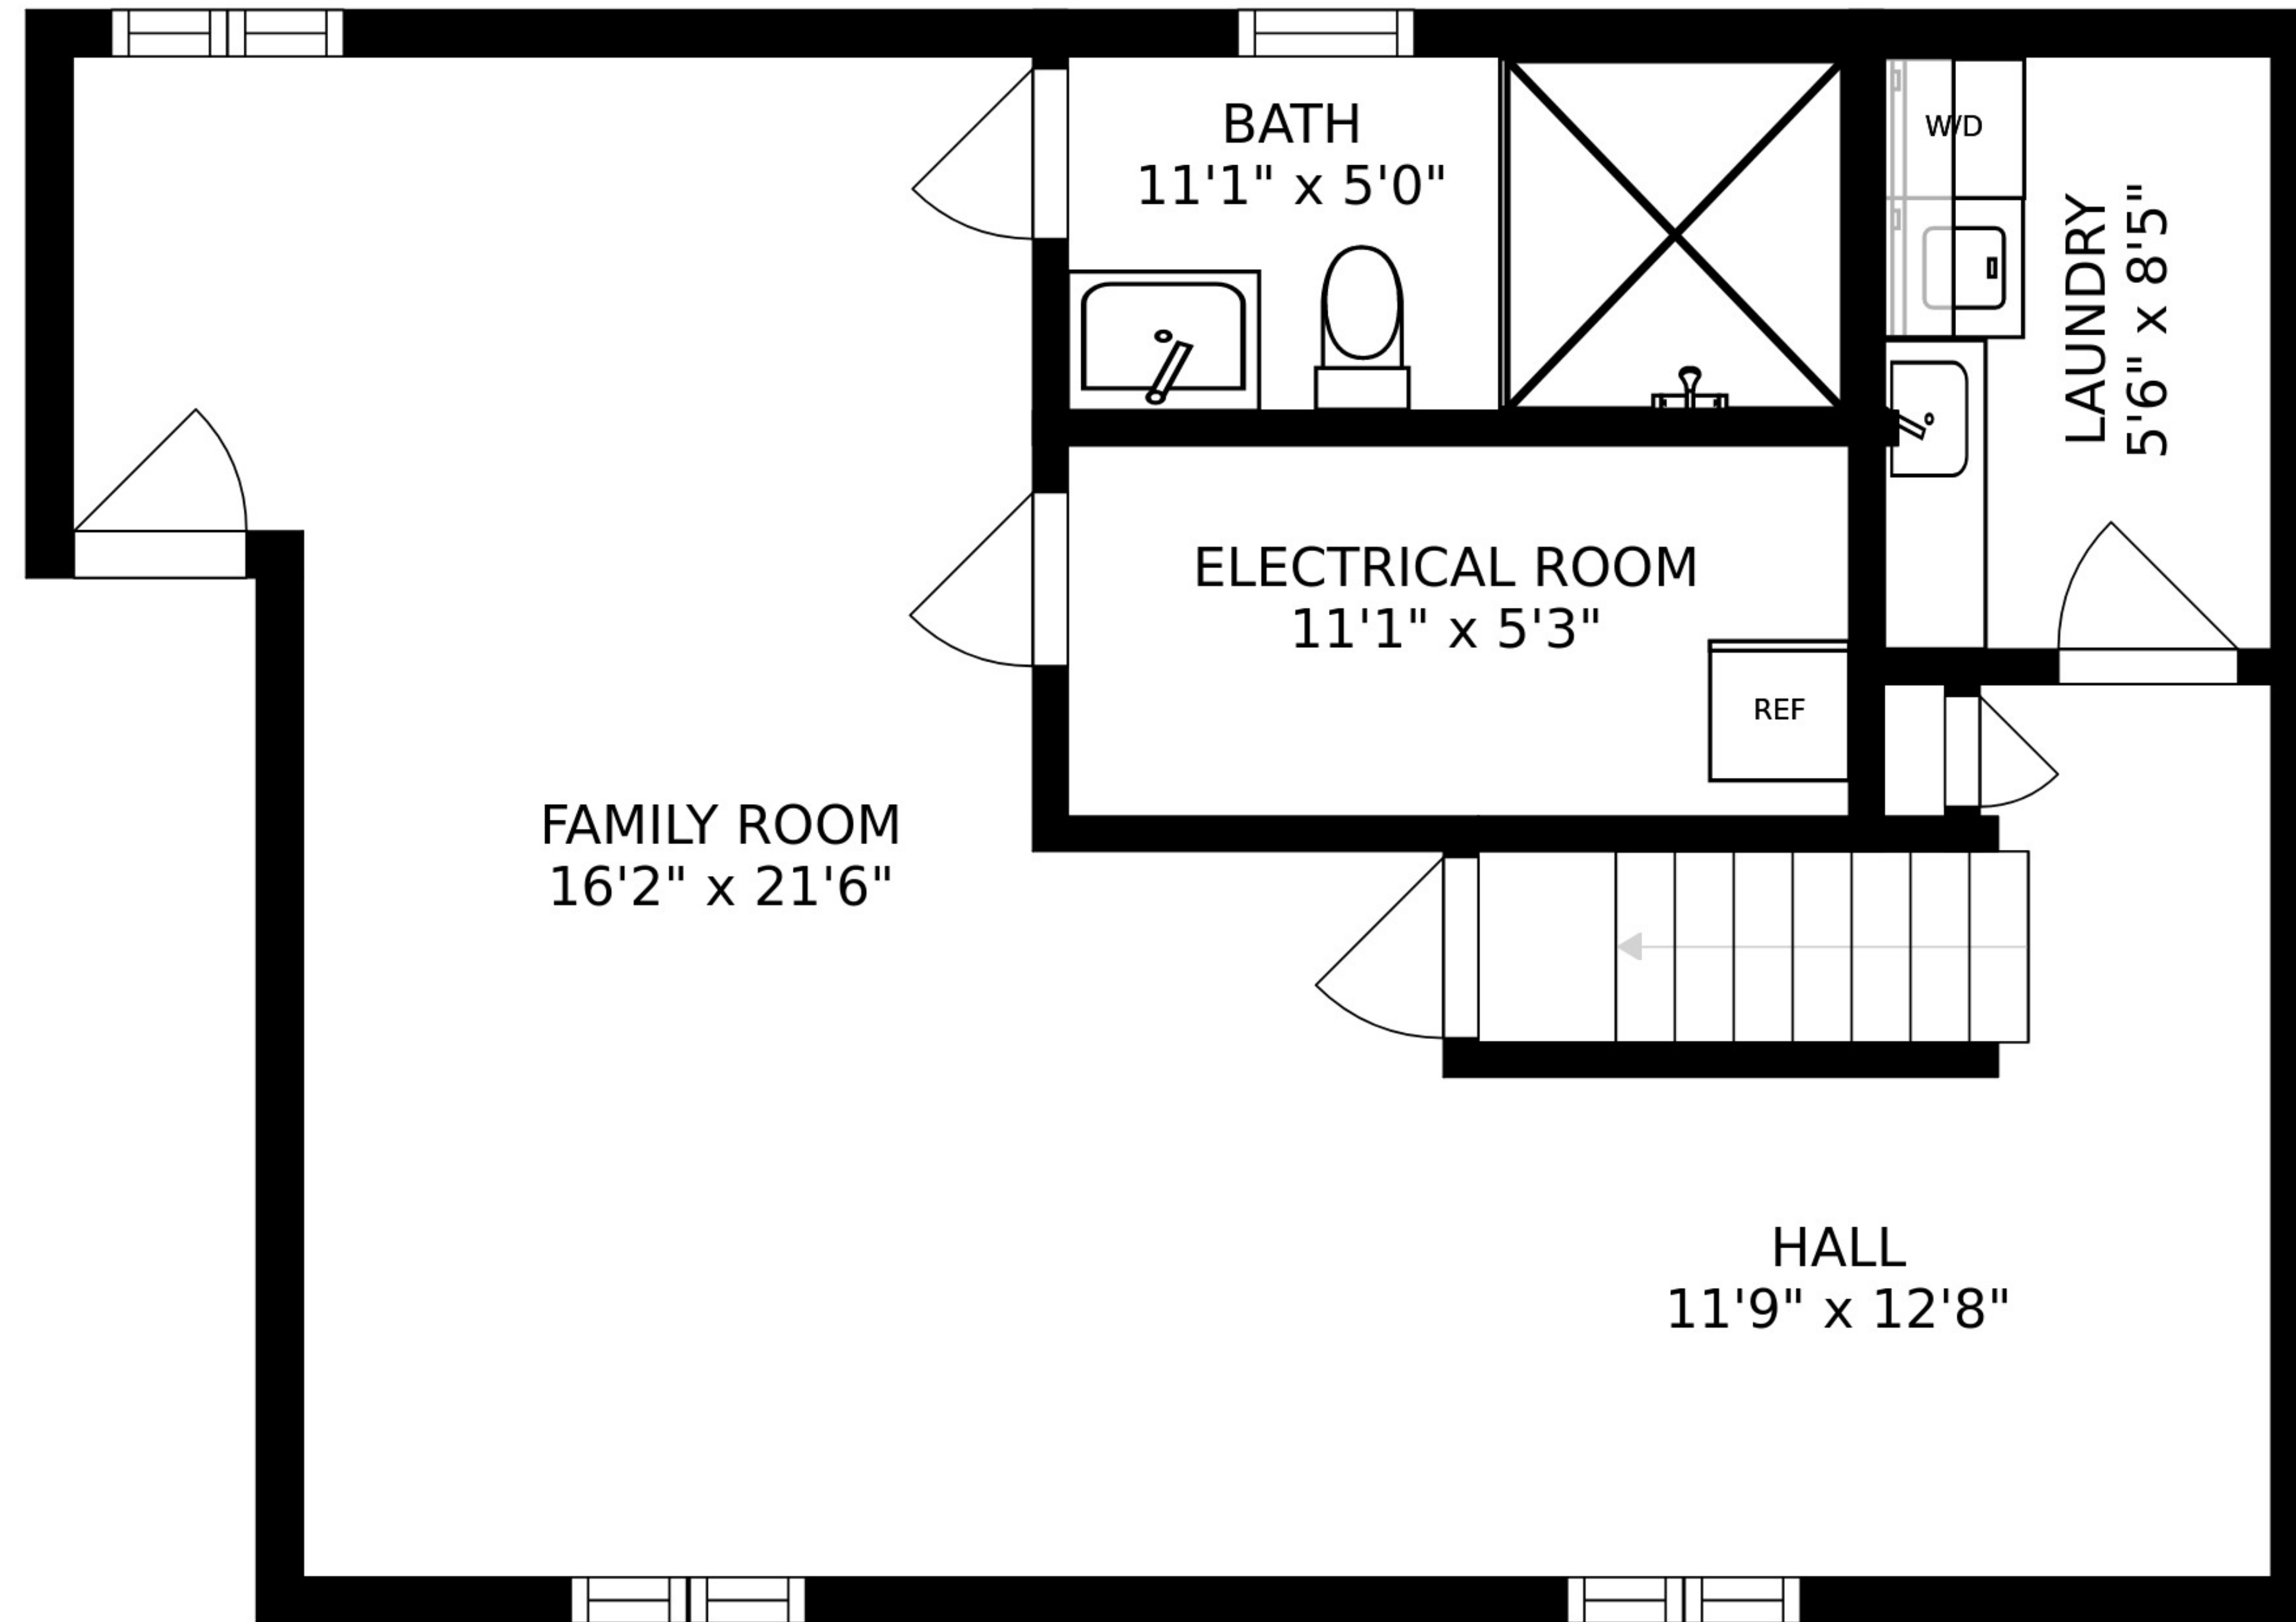 BATH
11'1" x 5'0"
W/D
LAUNDRY
5'6" x 8'5"
ELECTRICAL ROOM
11'1" x 5'3"
REF
FAMILY ROOM
16'2" x 21'6"
HALL
11'9" x 12'8"